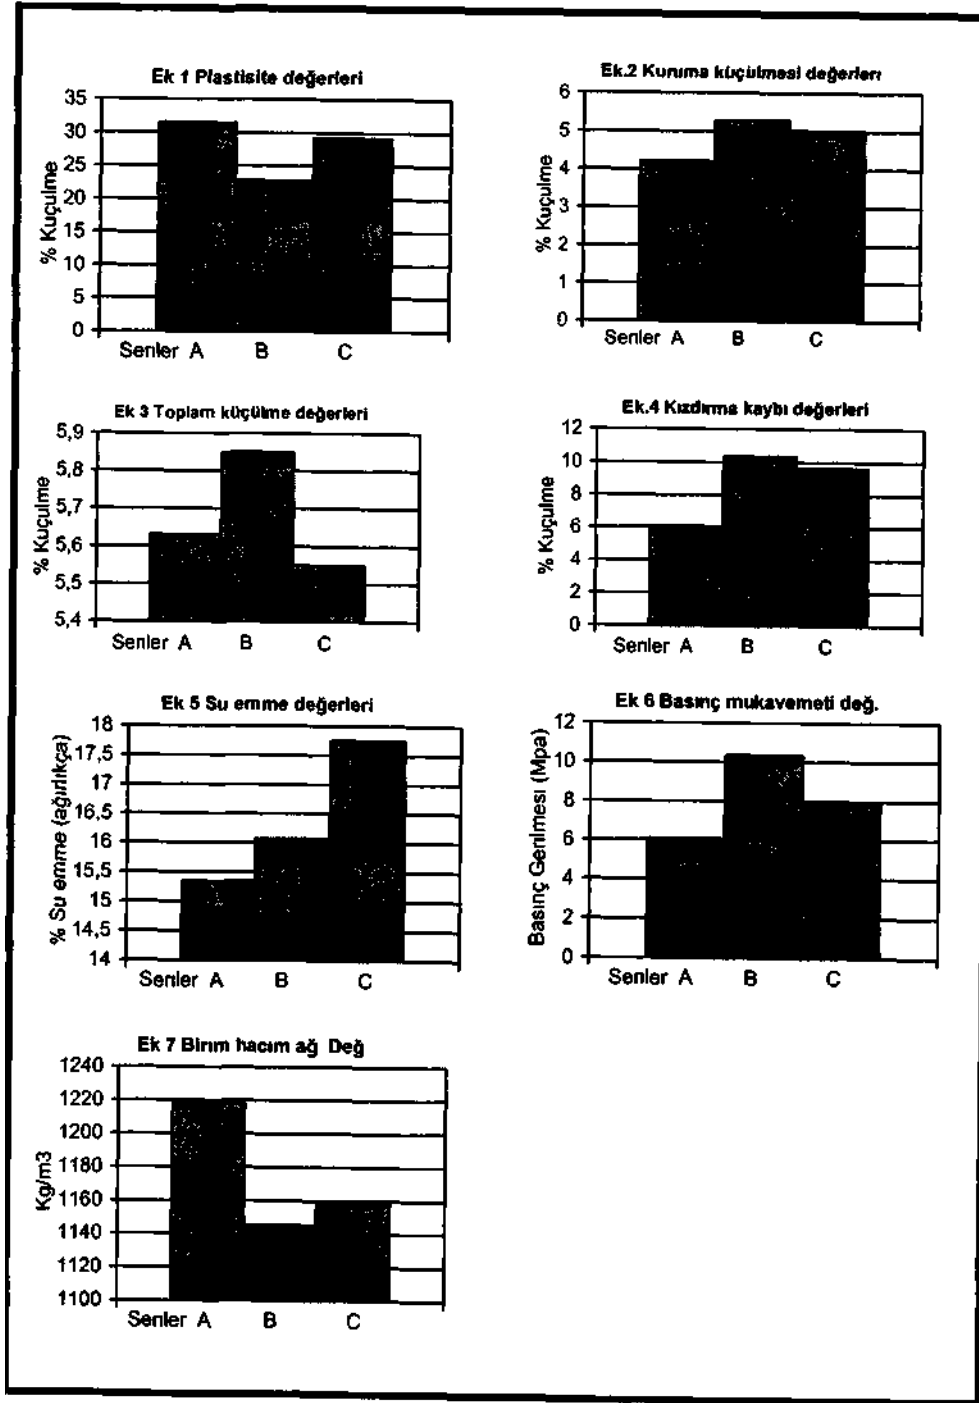 Ek 1 Plastisite değerleri
35
30
25
20
15
10
5
0
% Kuçulme
Seriler A B C
Ek.2 Kuruma küçülmesi değerleri
6
5
4
3
2
1
0
% Kuçulme
Seriler A B C
Ek 3 Toplam küçülme değerleri
5,9
5,8
5,7
5,6
5,5
5,4
% Kuçulme
Seriler A B C
Ek.4 Kızdırma kaybı değerleri
12
10
8
6
4
2
0
% Kuçulme
Seriler A B C
Ek 5 Su emme değerleri
18
17,5
17
16,5
16
15,5
15
14,5
14
% Su emme (ağırlıkça)
Seriler A B C
Ek 6 Basınç mukavemeti değ.
12
10
8
6
4
2
0
Basınç Gerilmesi (Mpa)
Seriler A B C
Ek 7 Birim hacim ağ Değ
1240
1220
1200
1180
1160
1140
1120
1100
Kg/m3
Seriler A B C